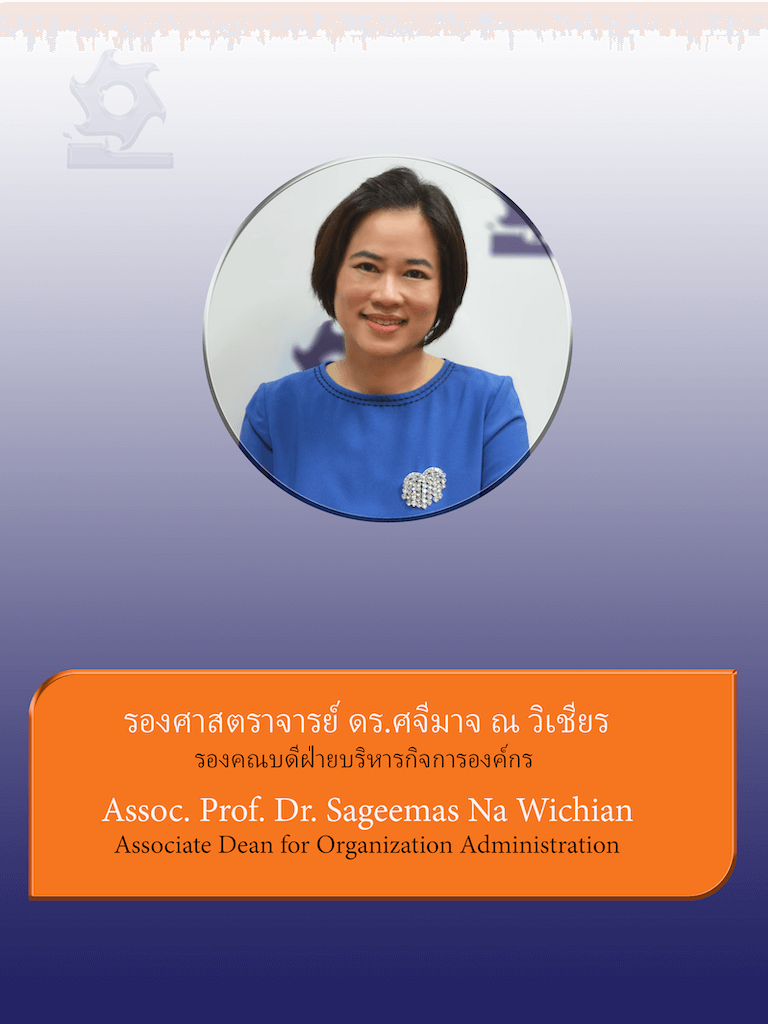 รองศาสตราจารย์ ดร.ศจีมาจ ณ วิเชียร
รองคณบดีฝ่ายบริหารกิจการองค์กร
Assoc. Prof. Dr. Sageemas Na Wichian
Associate Dean for Organization Administration